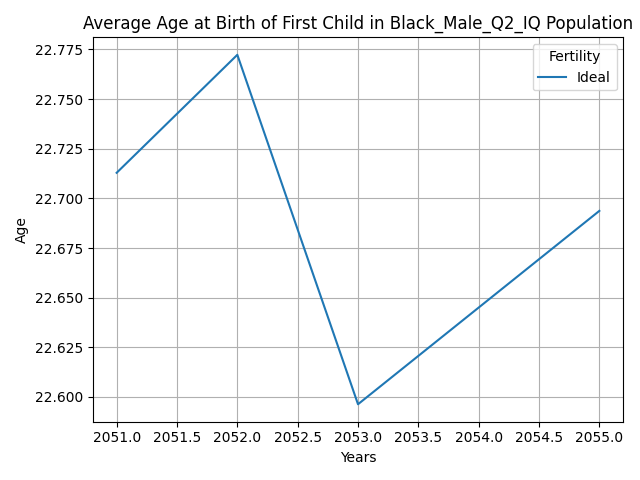 Average Age at Birth of First Child in Black_Male_Q2_IQ Population
Fertility
Ideal
22.775
22.750
22.725
22.700
22.675
22.650
22.625
22.600
Age
2051.0 2051.5 2052.0 2052.5 2053.0 2053.5 2054.0 2054.5 2055.0
Years